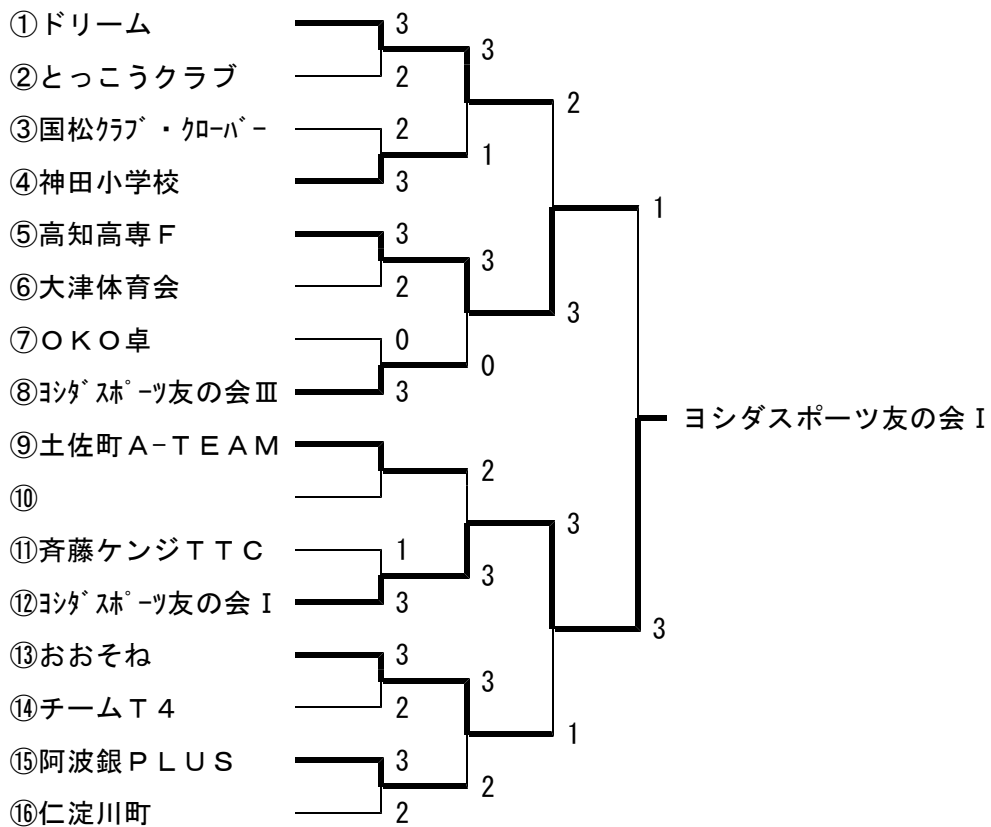 ①ドリーム 3
3
②とっこうクラブ 2
2
③国松ｸﾗﾌﾞ・ｸﾛｰﾊﾞｰ 2
1
④神田小学校 3
1
⑤高知高専Ｆ 3
3
⑥大津体育会 2
3
⑦ＯＫＯ卓 0
0
⑧ﾖｼﾀﾞｽﾎﾟｰﾂ友の会Ⅲ 3
ヨシダスポーツ友の会Ⅰ
⑨土佐町Ａ-ＴＥＡＭ
2
⑩
3
⑪斉藤ケンジＴＴＣ 1
3
⑫ﾖｼﾀﾞｽﾎﾟｰﾂ友の会Ⅰ 3
3
⑬おおそね 3
3
⑭チームＴ４ 2
1
⑮阿波銀ＰＬＵＳ 3
2
⑯仁淀川町 2